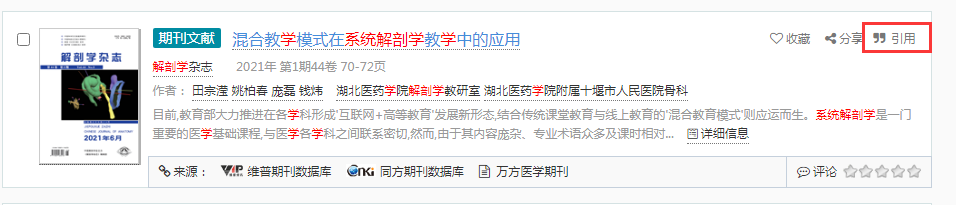 期刊文献 混合教学模式在系统解剖学教学中的应用
收藏 分享 引用
解剖学杂志
2021年6月
解剖学杂志 2021年 第1期44卷 70-72页
作者： 田宗滢 姚柏春 庞磊 钱炜 湖北医药学院解剖学教研室 湖北医药学院附属十堰市人民医院骨科
目前,教育部大力推进在各学科形成'互联网+高等教育'发展新形态,结合传统课堂教育与线上教育的'混合教育模式'则应运而生。系统解剖学是一门
重要的医学基础课程,与医学各学科之间联系密切,然而,由于其内容庞杂、专业术语众多及课时相对... 详细信息
来源： 维普期刊数据库 CNKI 同方期刊数据库 万方医学期刊 评论